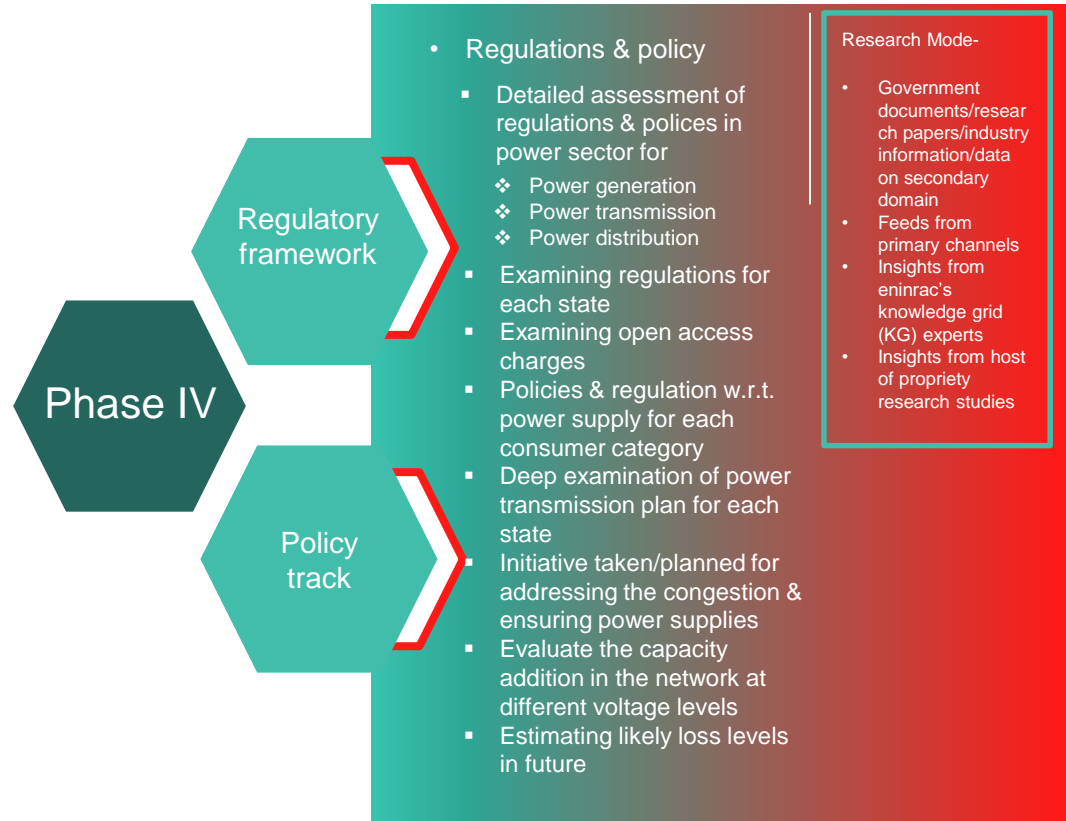 Phase IV
Regulatory
framework
Policy
track
• Regulations & policy
▪ Detailed assessment of
regulations & polices in
power sector for
❖ Power generation
❖ Power transmission
❖ Power distribution
▪ Examining regulations for
each state
▪ Examining open access
charges
▪ Policies & regulation w.r.t.
power supply for each
consumer category
▪ Deep examination of power
transmission plan for each
state
▪ Initiative taken/planned for
addressing the congestion &
ensuring power supplies
▪ Evaluate the capacity
addition in the network at
different voltage levels
▪ Estimating likely loss levels
in future
Research Mode-
• Government
documents/resear
ch papers/industry
information/data
on secondary
domain
• Feeds from
primary channels
• Insights from
eninrac's
knowledge grid
(KG) experts
• Insights from host
of propriety
research studies